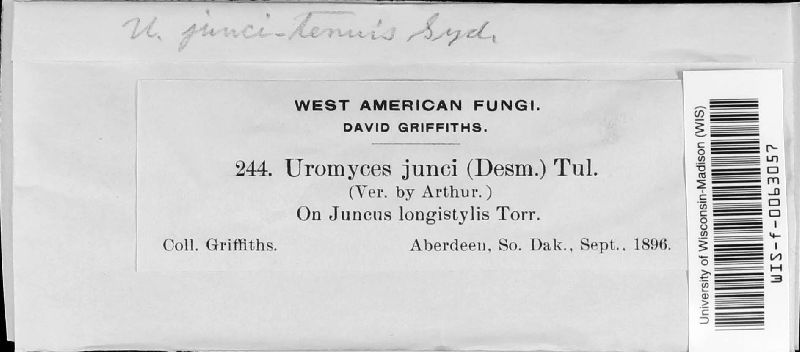 U. junci-tenuis Syd.
WEST AMERICAN FUNGI.
DAVID GRIFFITHS.
244. Uromyces junci (Desm.) Tul.
(Ver. by Arthur.)
On Juncus longistylis Torr.
Coll. Griffiths. Aberdeen, So. Dak., Sept., 1896.
University of Wisconsin-Madison (WIS)
WIS-f-0063057